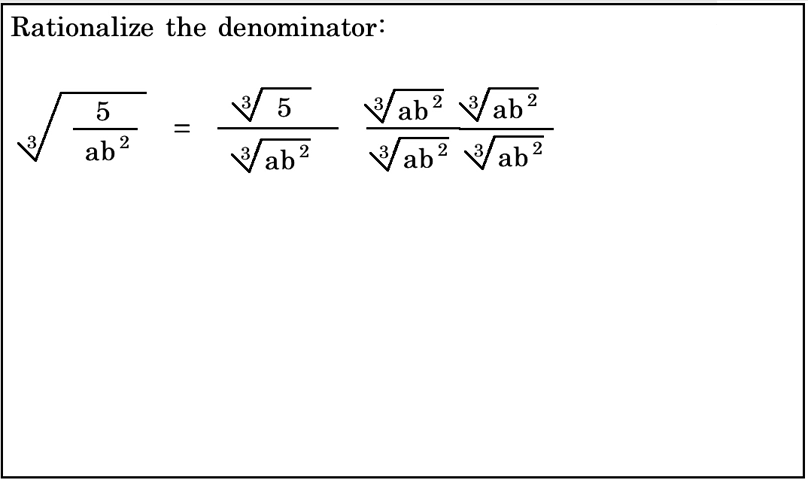 Rationalize the denominator:
∛(5/(ab²)) = ∛5/∛(ab²) ∛(ab²)/∛(ab²) ∛(ab²)/∛(ab²)